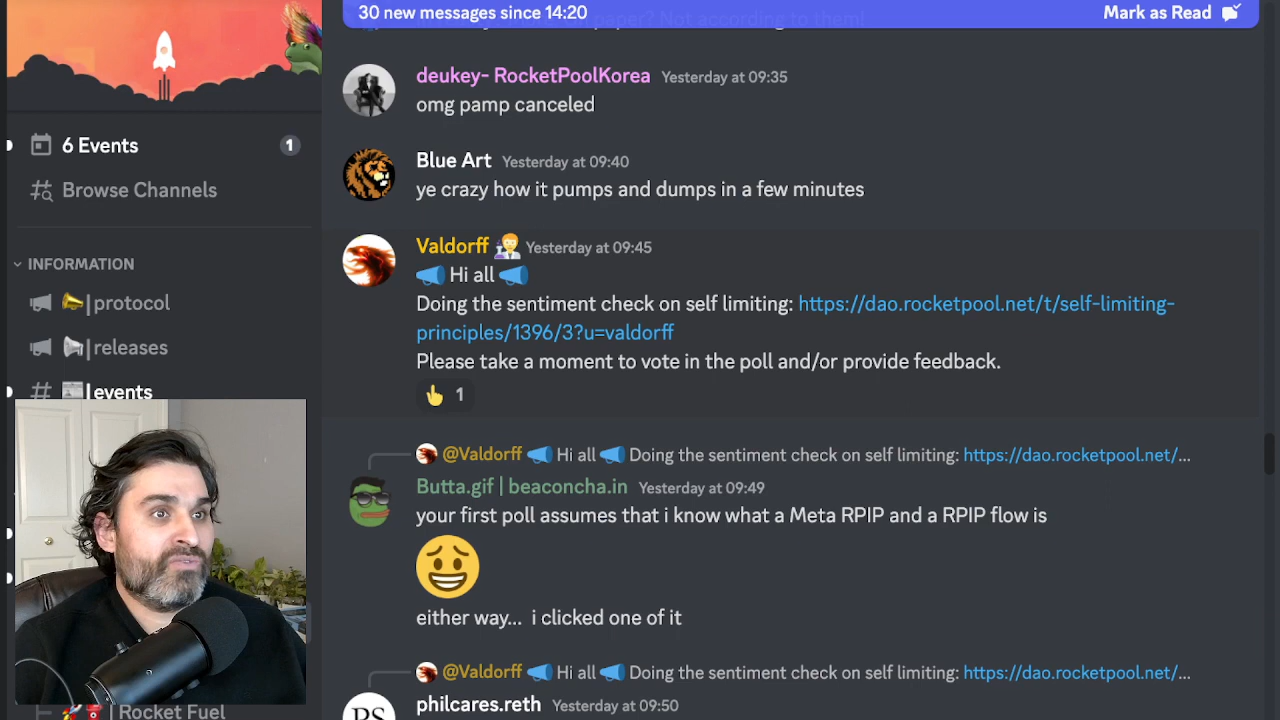 30 new messages since 14:20
Mark as Read
paper? Not according to them!
deukey- RocketPoolKorea Yesterday at 09:35
omg pamp canceled
6 Events 1
Blue Art Yesterday at 09:40
Browse Channels
ye crazy how it pumps and dumps in a few minutes
INFORMATION
protocol
releases
events
Valdorff Yesterday at 09:45
Hi all
Doing the sentiment check on self limiting: https://dao.rocketpool.net/t/self-limiting-
principles/1396/3?u=valdorff
Please take a moment to vote in the poll and/or provide feedback.
1
@Valdorff Hi all Doing the sentiment check on self limiting: https://dao.rocketpool.net/...
Butta.gif | beaconcha.in Yesterday at 09:49
your first poll assumes that i know what a Meta RPIP and a RPIP flow is
either way... i clicked one of it
@Valdorff Hi all Doing the sentiment check on self limiting: https://dao.rocketpool.net/...
PS
philcares.reth Yesterday at 09:50
Rocket Fuel